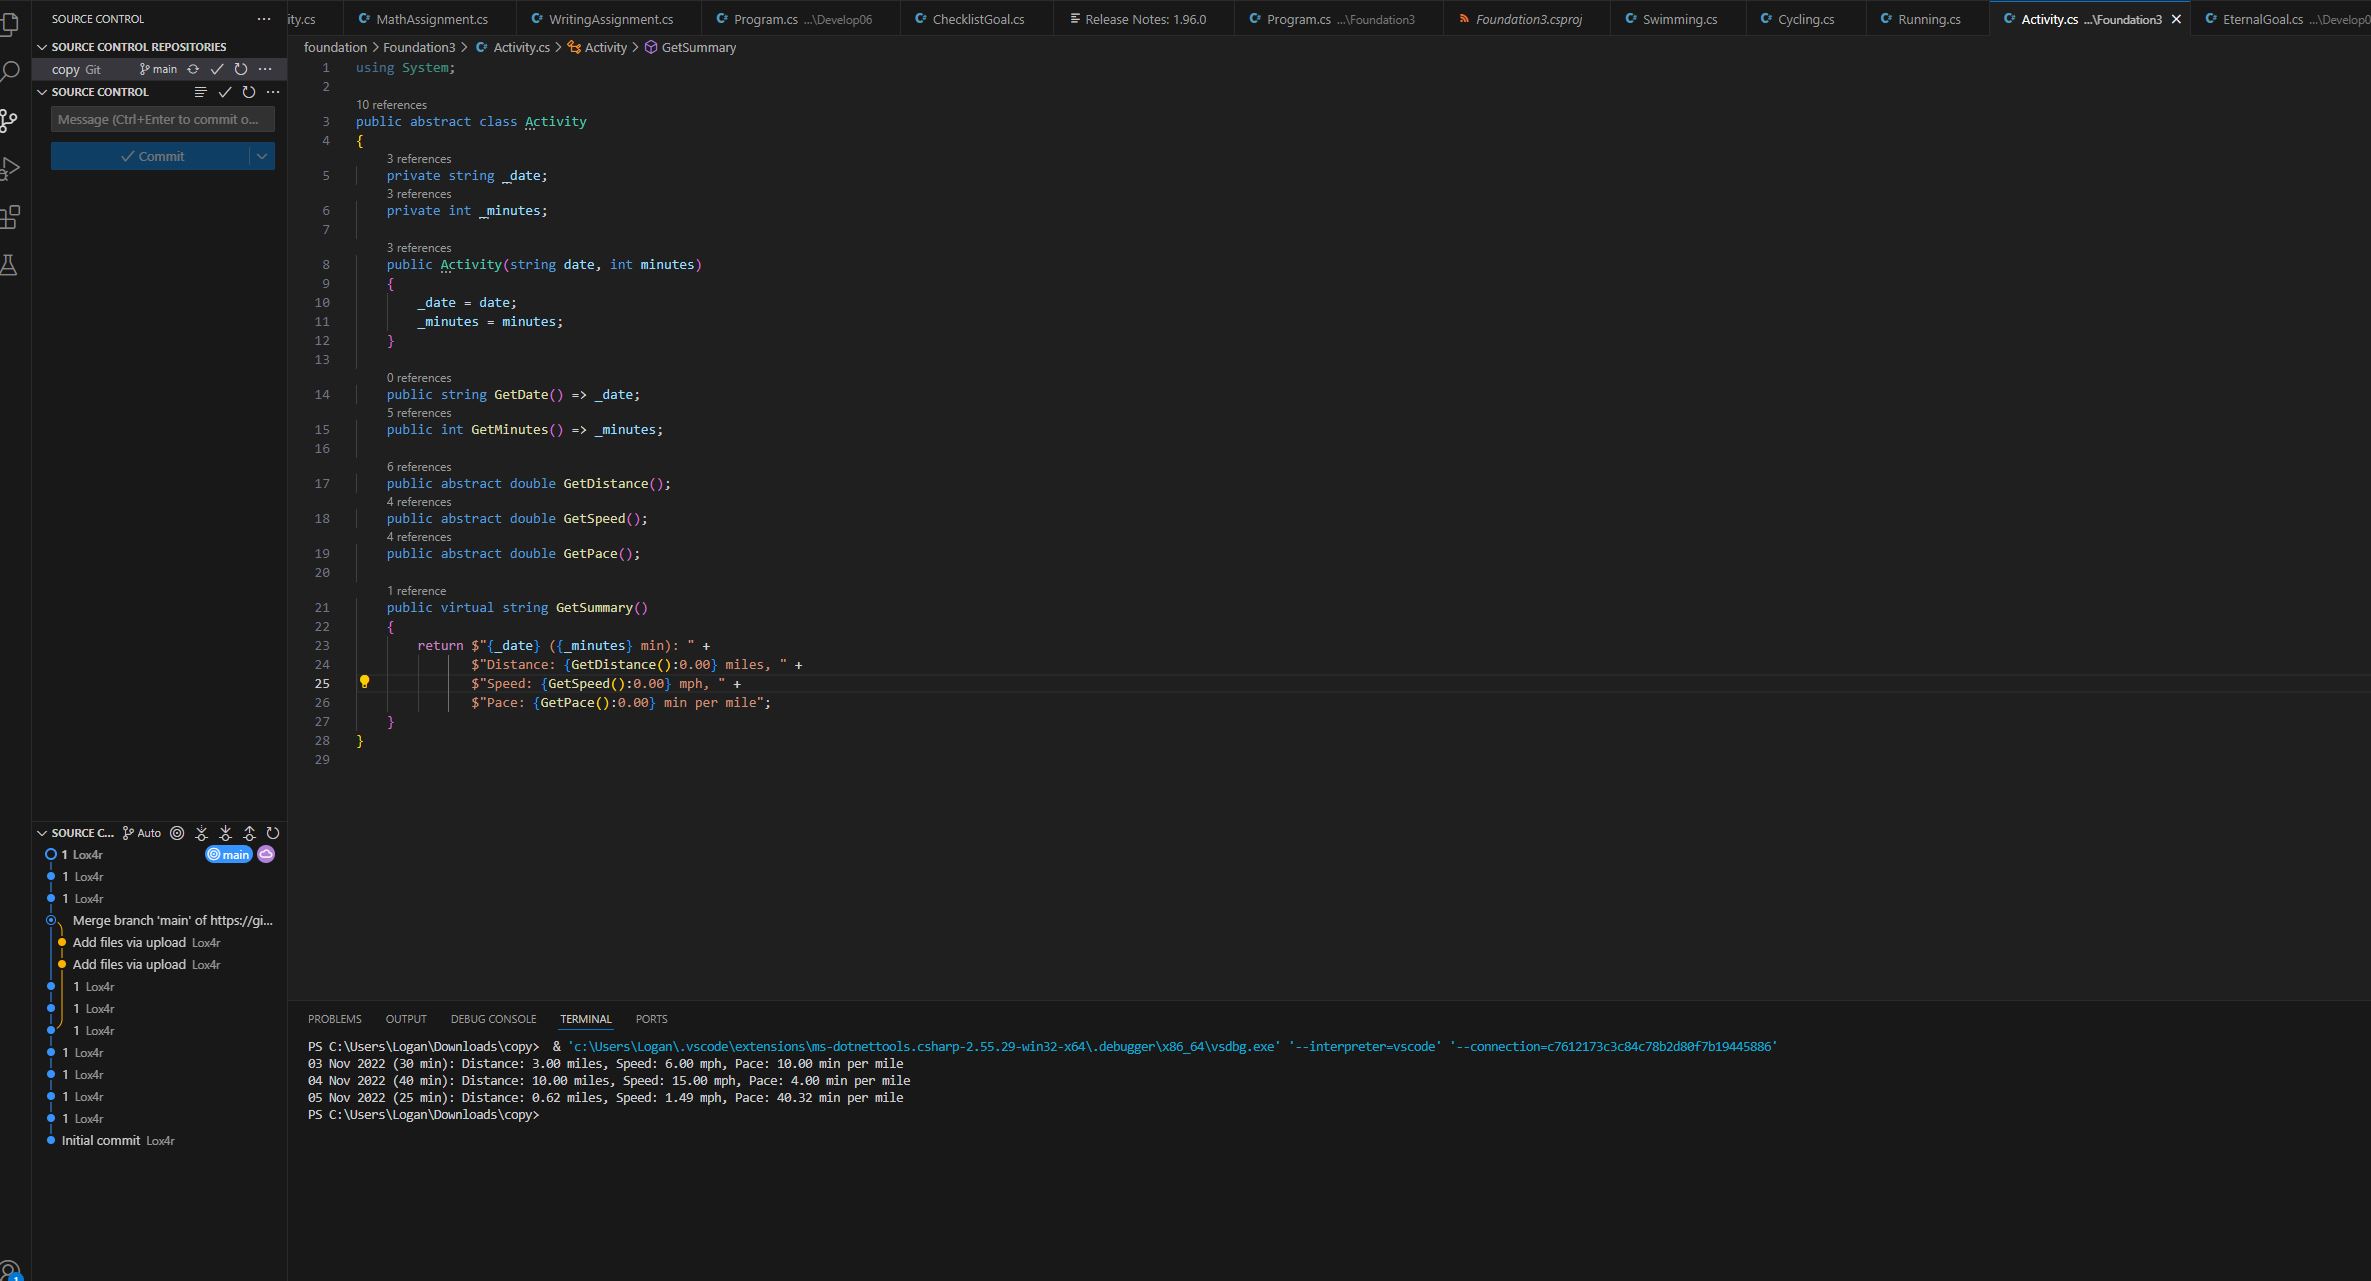 SOURCE CONTROL
SOURCE CONTROL REPOSITORIES
copy Git main
SOURCE CONTROL
Message (Ctrl+Enter to commit o...
Commit
ity.cs MathAssignment.cs WritingAssignment.cs Program.cs ...\Develop06 ChecklistGoal.cs Release Notes: 1.96.0 Program.cs ...\Foundation3 Foundation3.csproj Swimming.cs Cycling.cs Running.cs Activity.cs ...\Foundation3 EternalGoal.cs ...\Develop0
foundation > Foundation3 > Activity.cs > Activity > GetSummary
1 using System;
2
10 references
3 public abstract class Activity
4 {
3 references
5 private string _date;
3 references
6 private int _minutes;
7
3 references
8 public Activity(string date, int minutes)
9 {
10 _date = date;
11 _minutes = minutes;
12 }
13
0 references
14 public string GetDate() => _date;
5 references
15 public int GetMinutes() => _minutes;
16
6 references
17 public abstract double GetDistance();
4 references
18 public abstract double GetSpeed();
4 references
19 public abstract double GetPace();
20
1 reference
21 public virtual string GetSummary()
22 {
23 return $"{_date} ({_minutes} min): " +
24 $"Distance: {GetDistance():0.00} miles, " +
25 $"Speed: {GetSpeed():0.00} mph, " +
26 $"Pace: {GetPace():0.00} min per mile";
27 }
28 }
29
SOURCE C... Auto
1 Lox4r main
1 Lox4r
1 Lox4r
Merge branch 'main' of https://gi...
Add files via upload Lox4r
Add files via upload Lox4r
1 Lox4r
1 Lox4r
1 Lox4r
1 Lox4r
1 Lox4r
1 Lox4r
1 Lox4r
Initial commit Lox4r
PROBLEMS OUTPUT DEBUG CONSOLE TERMINAL PORTS
PS C:\Users\Logan\Downloads\copy> & 'c:\Users\Logan\.vscode\extensions\ms-dotnettools.csharp-2.55.29-win32-x64\.debugger\x86_64\vsdbg.exe' '--interpreter=vscode' '--connection=c7612173c3c84c78b2d80f7b19445886'
03 Nov 2022 (30 min): Distance: 3.00 miles, Speed: 6.00 mph, Pace: 10.00 min per mile
04 Nov 2022 (40 min): Distance: 10.00 miles, Speed: 15.00 mph, Pace: 4.00 min per mile
05 Nov 2022 (25 min): Distance: 0.62 miles, Speed: 1.49 mph, Pace: 40.32 min per mile
PS C:\Users\Logan\Downloads\copy>